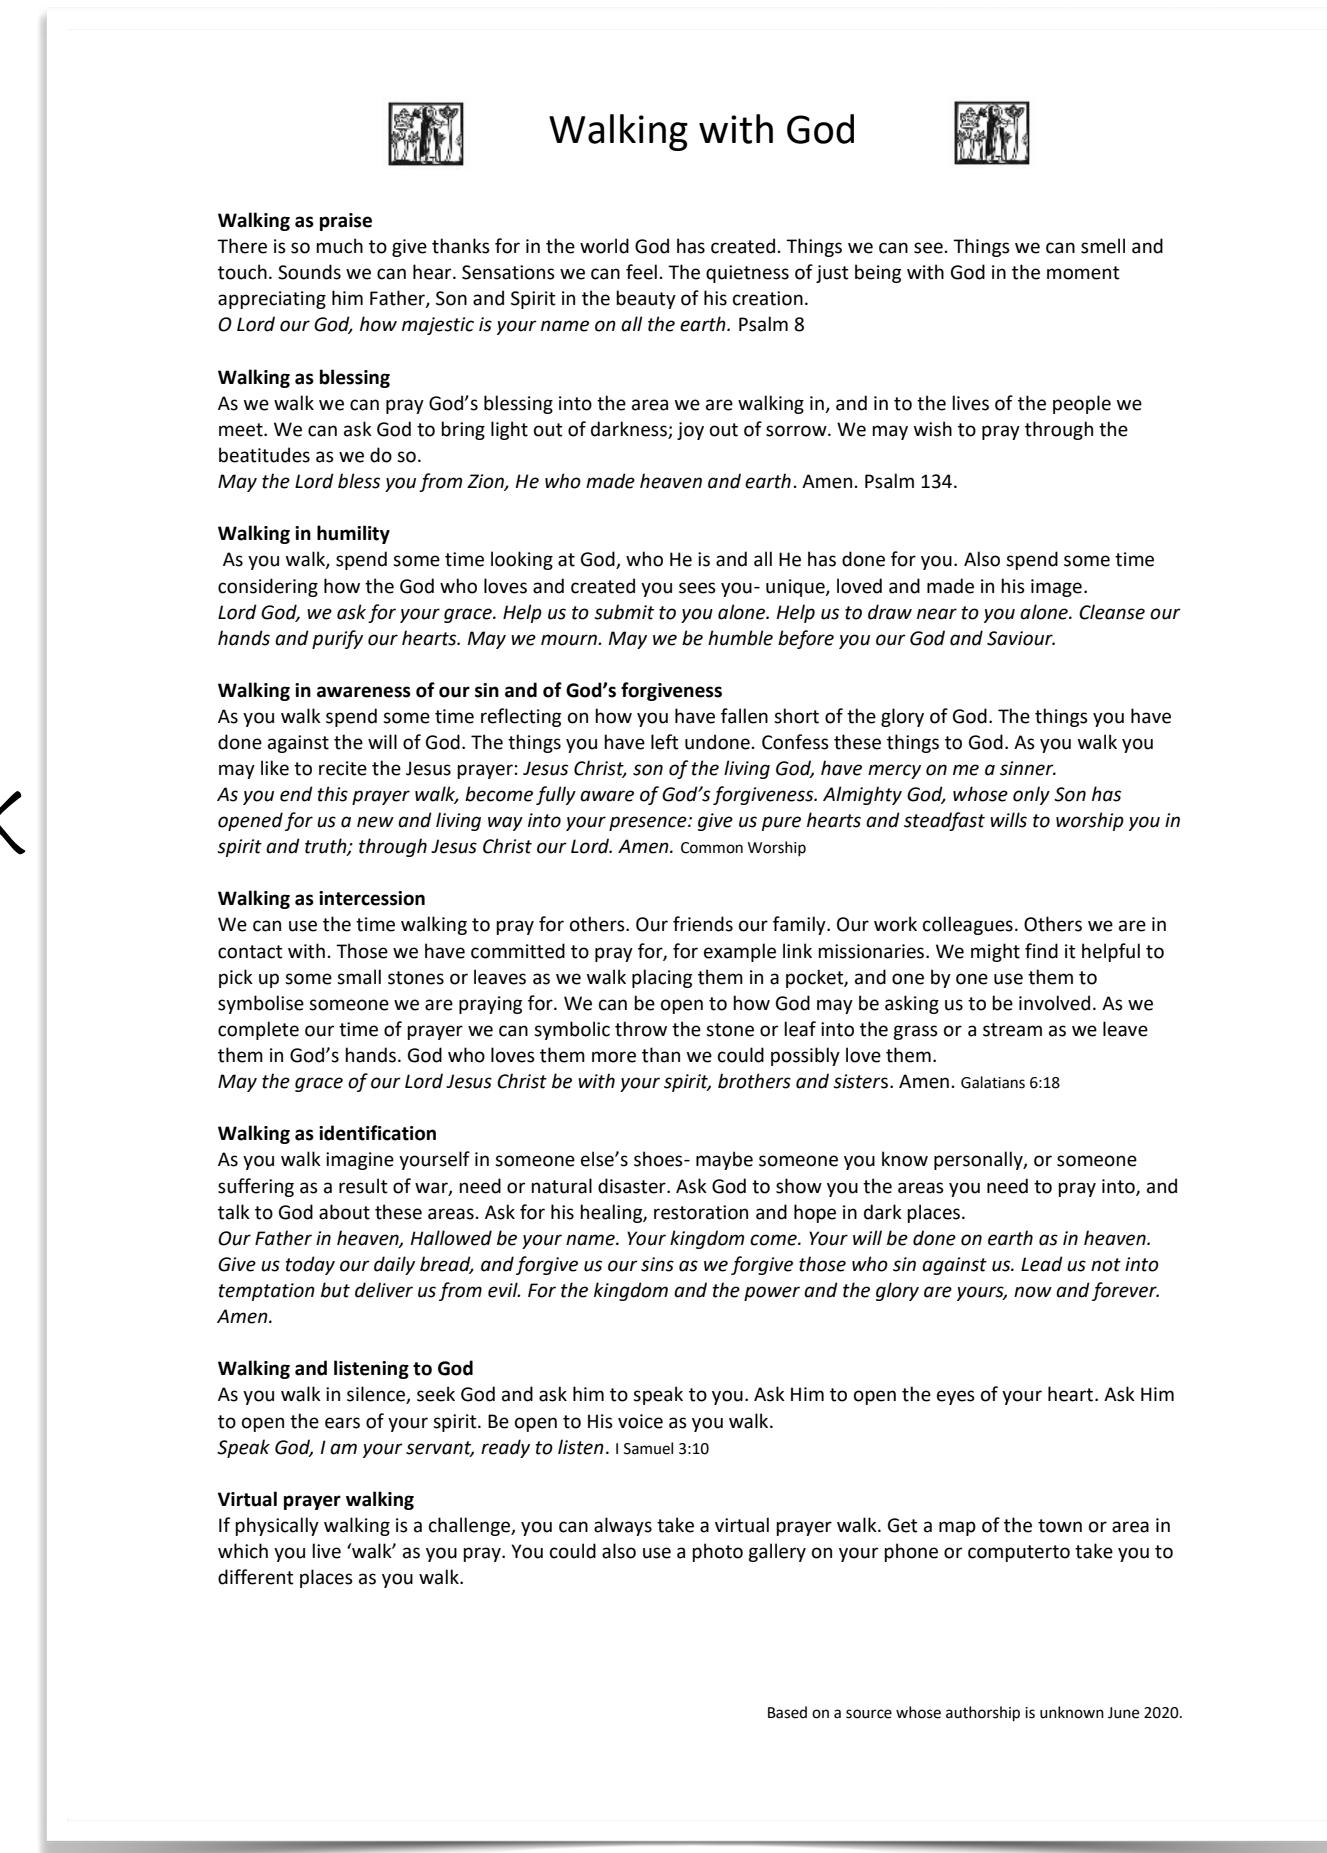 Walking with God
Walking as praise
There is so much to give thanks for in the world God has created. Things we can see. Things we can smell and
touch. Sounds we can hear. Sensations we can feel. The quietness of just being with God in the moment
appreciating him Father, Son and Spirit in the beauty of his creation.
O Lord our God, how majestic is your name on all the earth. Psalm 8
Walking as blessing
As we walk we can pray God’s blessing into the area we are walking in, and in to the lives of the people we
meet. We can ask God to bring light out of darkness; joy out of sorrow. We may wish to pray through the
beatitudes as we do so.
May the Lord bless you from Zion, He who made heaven and earth. Amen. Psalm 134.
Walking in humility
As you walk, spend some time looking at God, who He is and all He has done for you. Also spend some time
considering how the God who loves and created you sees you- unique, loved and made in his image.
Lord God, we ask for your grace. Help us to submit to you alone. Help us to draw near to you alone. Cleanse our
hands and purify our hearts. May we mourn. May we be humble before you our God and Saviour.
Walking in awareness of our sin and of God’s forgiveness
As you walk spend some time reflecting on how you have fallen short of the glory of God. The things you have
done against the will of God. The things you have left undone. Confess these things to God. As you walk you
may like to recite the Jesus prayer: Jesus Christ, son of the living God, have mercy on me a sinner.
As you end this prayer walk, become fully aware of God’s forgiveness. Almighty God, whose only Son has
opened for us a new and living way into your presence: give us pure hearts and steadfast wills to worship you in
spirit and truth; through Jesus Christ our Lord. Amen. Common Worship
Walking as intercession
We can use the time walking to pray for others. Our friends our family. Our work colleagues. Others we are in
contact with. Those we have committed to pray for, for example link missionaries. We might find it helpful to
pick up some small stones or leaves as we walk placing them in a pocket, and one by one use them to
symbolise someone we are praying for. We can be open to how God may be asking us to be involved. As we
complete our time of prayer we can symbolic throw the stone or leaf into the grass or a stream as we leave
them in God’s hands. God who loves them more than we could possibly love them.
May the grace of our Lord Jesus Christ be with your spirit, brothers and sisters. Amen. Galatians 6:18
Walking as identification
As you walk imagine yourself in someone else’s shoes- maybe someone you know personally, or someone
suffering as a result of war, need or natural disaster. Ask God to show you the areas you need to pray into, and
talk to God about these areas. Ask for his healing, restoration and hope in dark places.
Our Father in heaven, Hallowed be your name. Your kingdom come. Your will be done on earth as in heaven.
Give us today our daily bread, and forgive us our sins as we forgive those who sin against us. Lead us not into
temptation but deliver us from evil. For the kingdom and the power and the glory are yours, now and forever.
Amen.
Walking and listening to God
As you walk in silence, seek God and ask him to speak to you. Ask Him to open the eyes of your heart. Ask Him
to open the ears of your spirit. Be open to His voice as you walk.
Speak God, I am your servant, ready to listen. I Samuel 3:10
Virtual prayer walking
If physically walking is a challenge, you can always take a virtual prayer walk. Get a map of the town or area in
which you live ‘walk’ as you pray. You could also use a photo gallery on your phone or computerto take you to
different places as you walk.
Based on a source whose authorship is unknown June 2020.